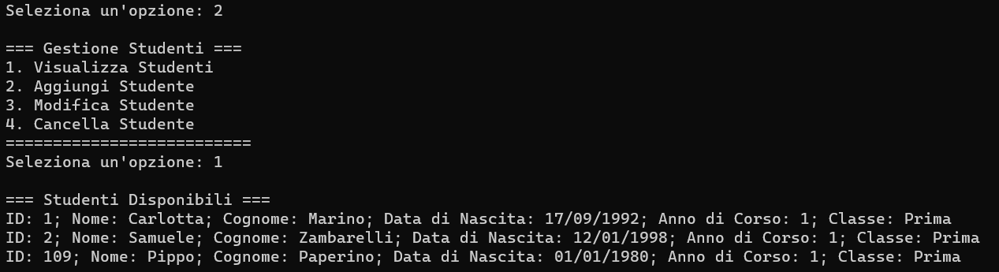 Seleziona un'opzione: 2
=== Gestione Studenti ===
1. Visualizza Studenti
2. Aggiungi Studente
3. Modifica Studente
4. Cancella Studente
==========================
Seleziona un'opzione: 1
=== Studenti Disponibili ===
ID: 1; Nome: Carlotta; Cognome: Marino; Data di Nascita: 17/09/1992; Anno di Corso: 1; Classe: Prima
ID: 2; Nome: Samuele; Cognome: Zambarelli; Data di Nascita: 12/01/1998; Anno di Corso: 1; Classe: Prima
ID: 109; Nome: Pippo; Cognome: Paperino; Data di Nascita: 01/01/1980; Anno di Corso: 1; Classe: Prima